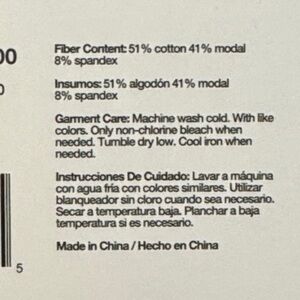 00
Fiber Content: 51% cotton 41% modal
8% spandex
0
Insumos: 51% algodón 41% modal
8% spandex
Garment Care: Machine wash cold. With like
colors. Only non-chlorine bleach when
needed. Tumble dry low. Cool iron when
needed.
Instrucciones De Cuidado: Lavar a máquina
con agua fria con colores similares. Utilizar
blanqueador sin cloro cuando sea necesario.
Secar a temperatura baja. Planchar a baja
temperatura si es necesario.
Made in China / Hecho en China
5